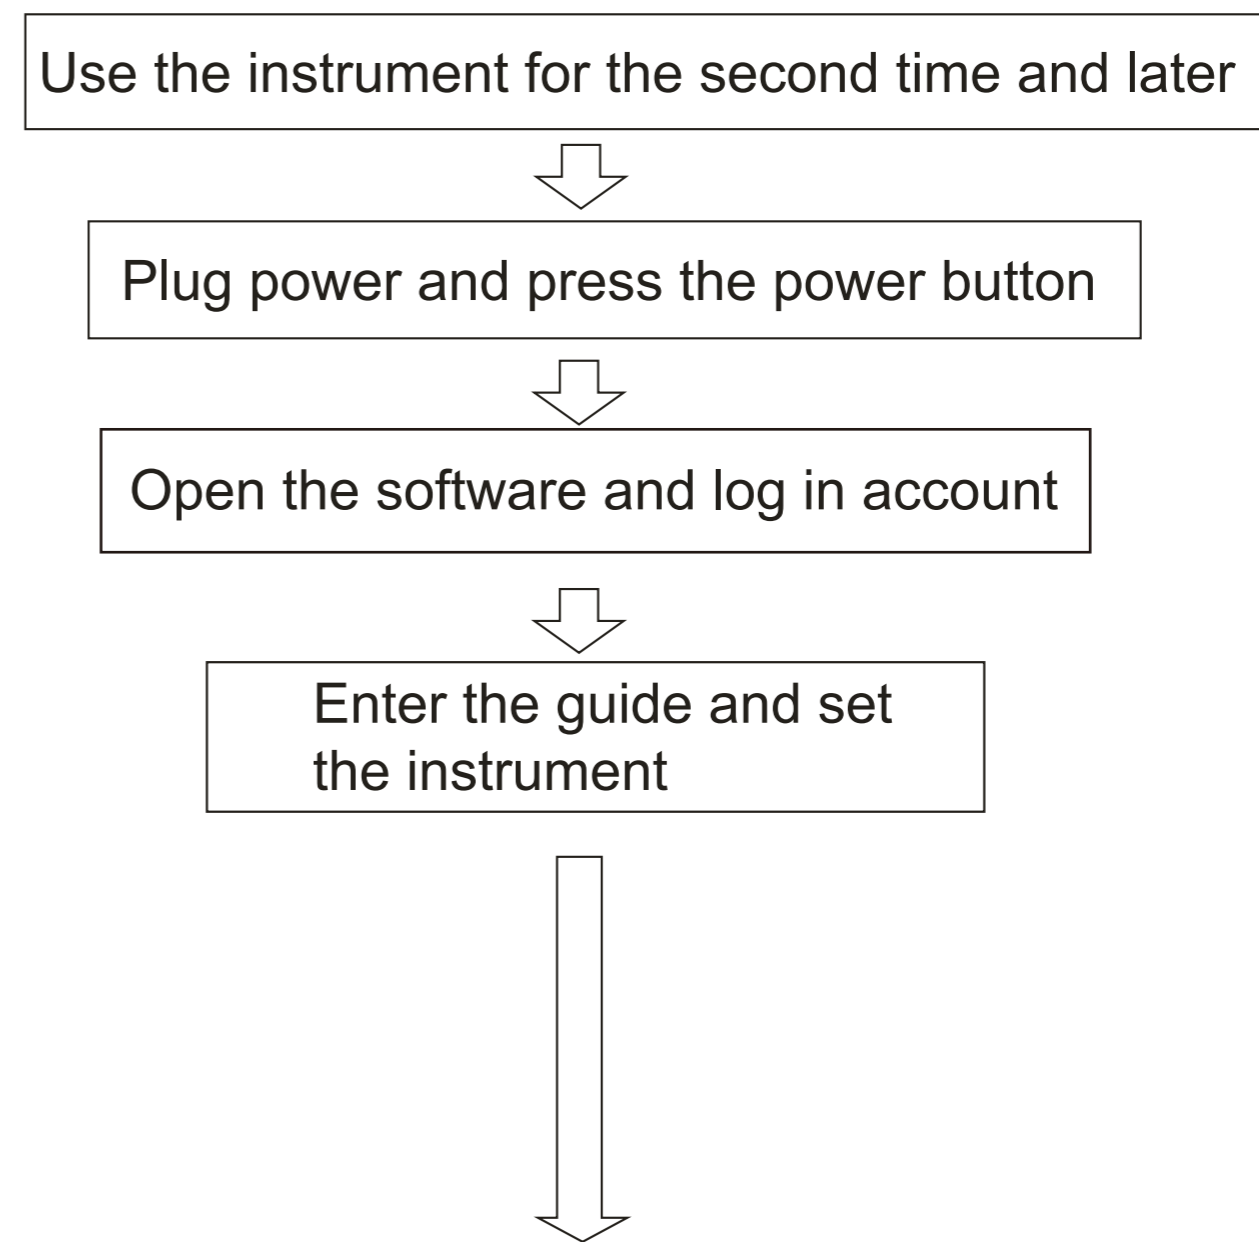 Use the instrument for the second time and later
Plug power and press the power button
Open the software and log in account
Enter the guide and set
the instrument